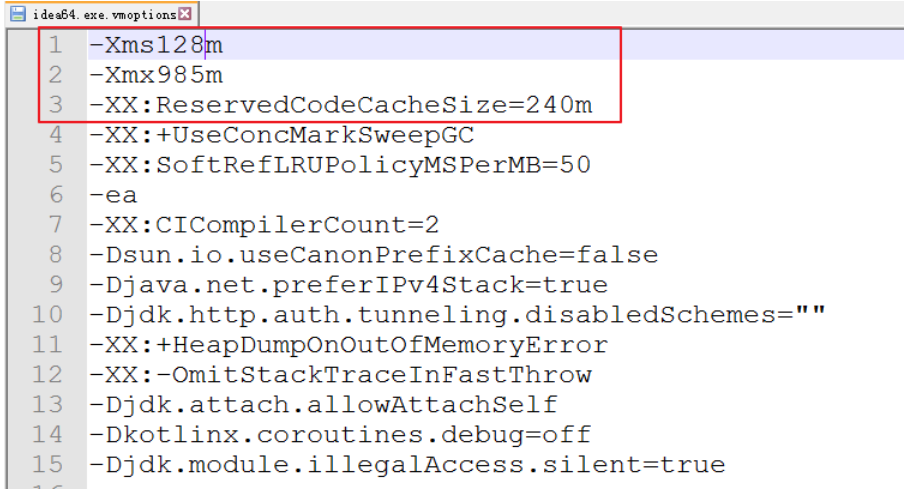 idea64.exe.vmoptions
1 -Xms128m
2 -Xmx985m
3 -XX:ReservedCodeCacheSize=240m
4 -XX:+UseConcMarkSweepGC
5 -XX:SoftRefLRUPolicyMSPerMB=50
6 -ea
7 -XX:CICompilerCount=2
8 -Dsun.io.useCanonPrefixCache=false
9 -Djava.net.preferIPv4Stack=true
10 -Djdk.http.auth.tunneling.disabledSchemes=""
11 -XX:+HeapDumpOnOutOfMemoryError
12 -XX:-OmitStackTraceInFastThrow
13 -Djdk.attach.allowAttachSelf
14 -Dkotlinx.coroutines.debug=off
15 -Djdk.module.illegalAccess.silent=true